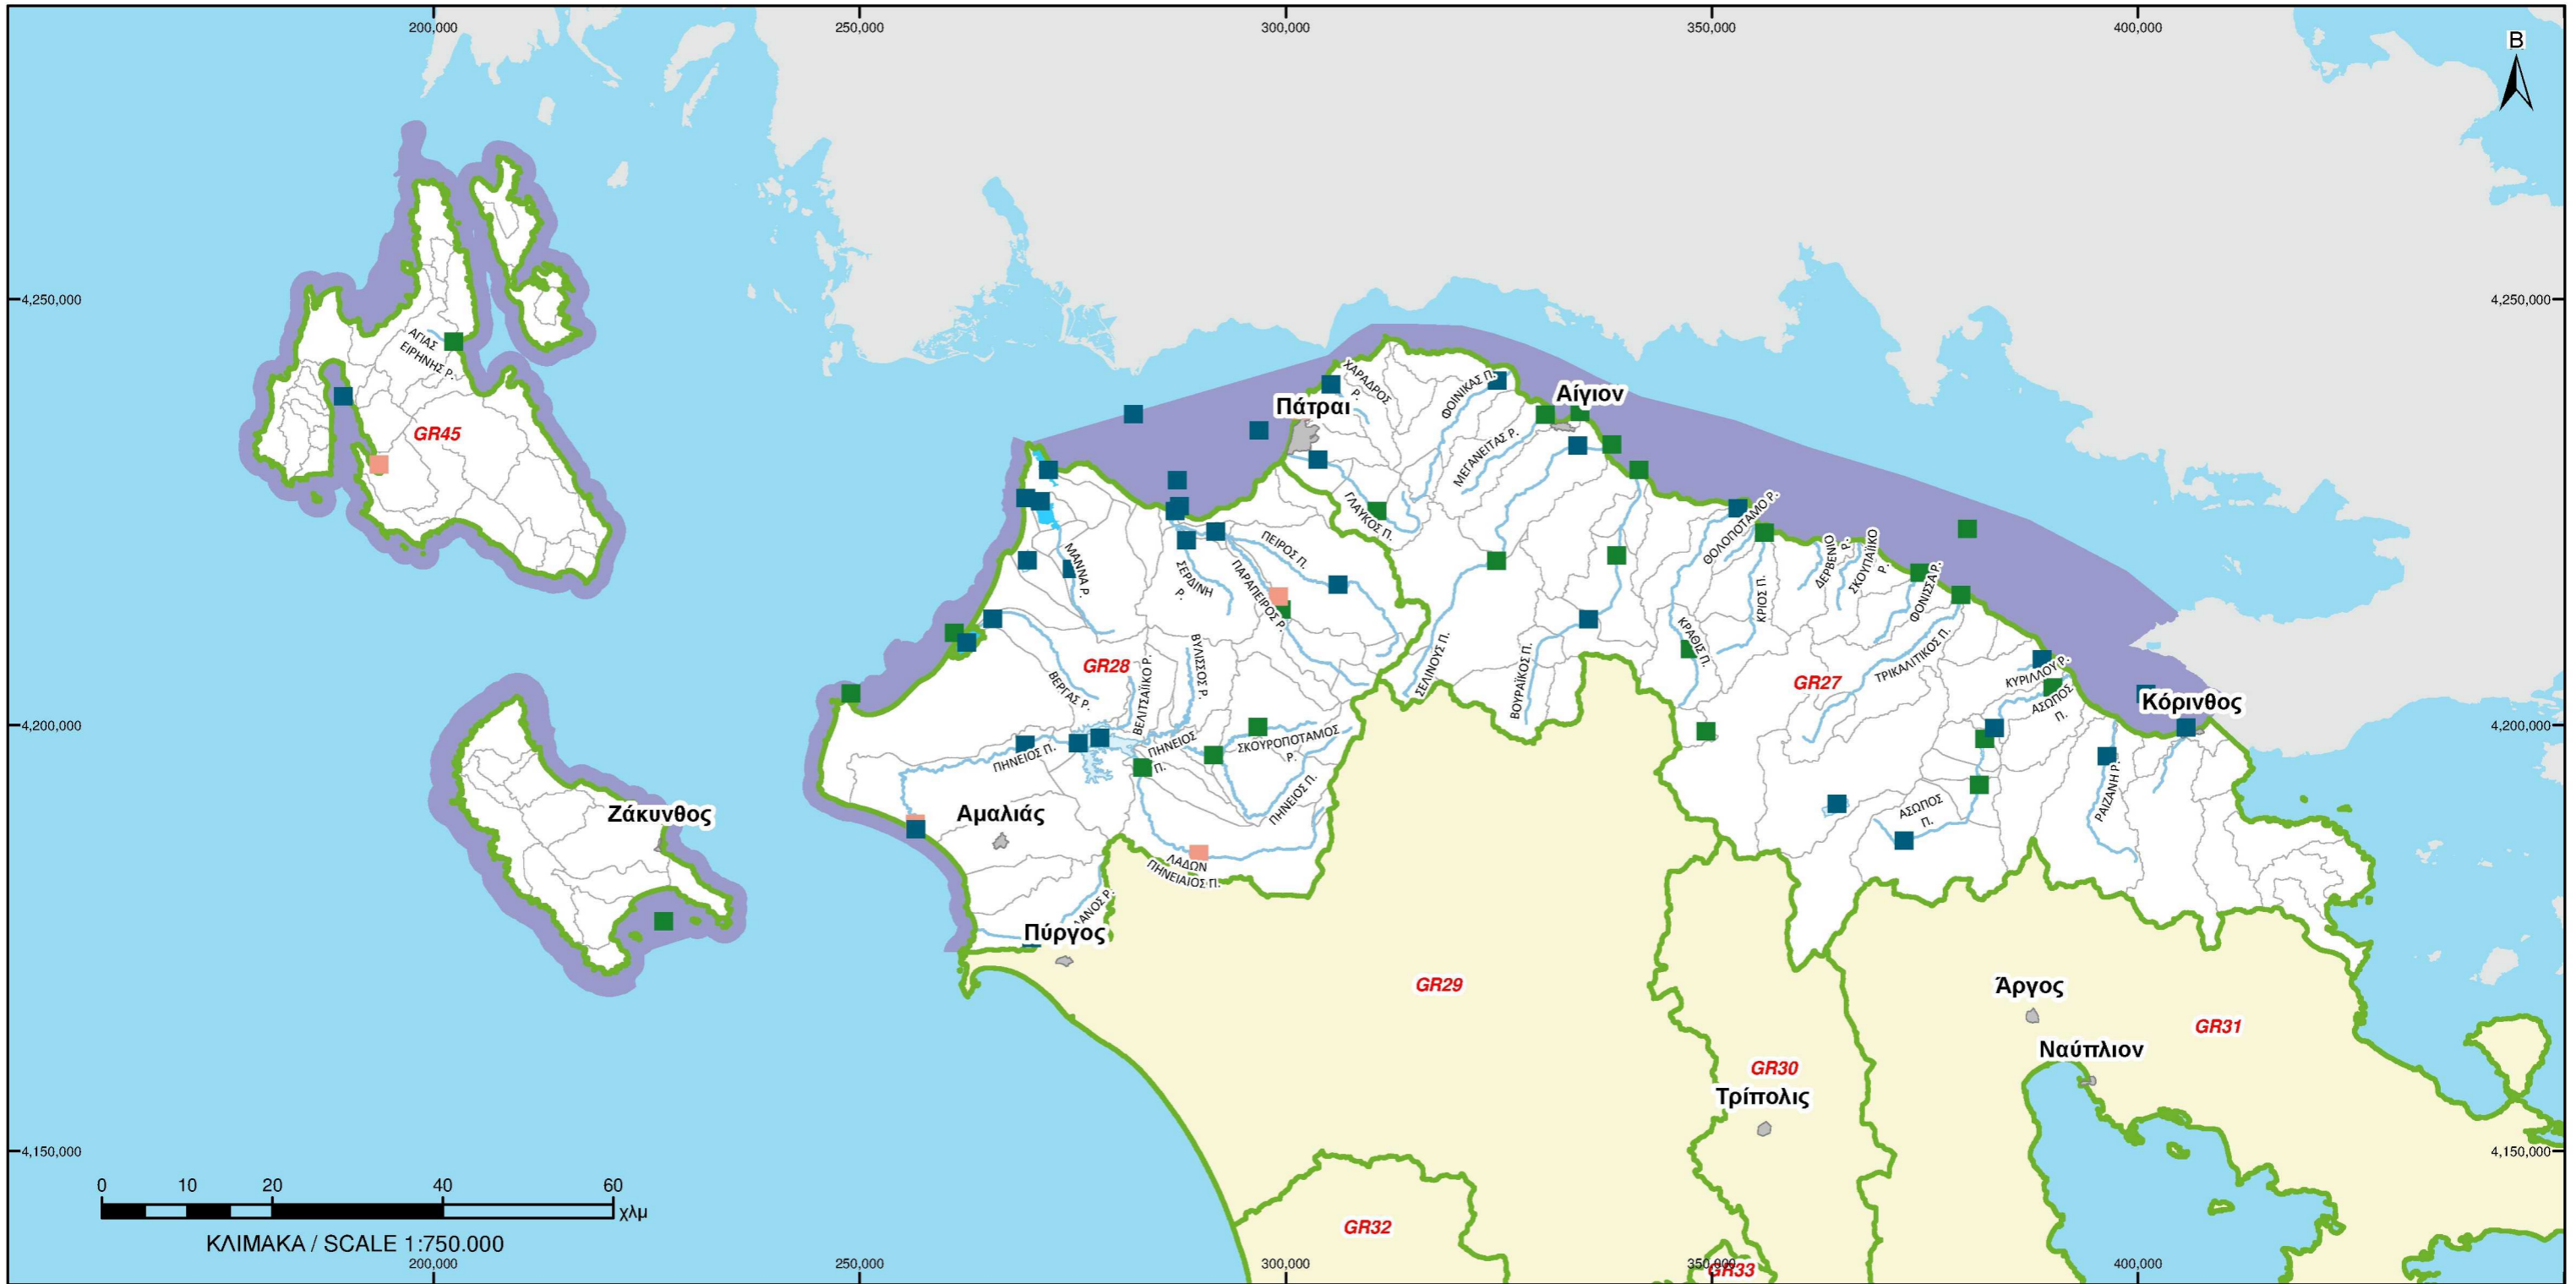 200,000
250,000
300,000
350,000
400,000
B
4,250,000
4,250,000
ΑΓΙΑΣ
ΕΙΡΗΝΗΣ Ρ.
GR45
ΧΑΡΑΔΡΟΣ
Ρ.
Πάτραι
ΦΟΙΝΙΚΑΣ Π.
Αίγιον
ΜΕΓΑΝΕΙΤΑΣ Ρ.
ΓΛΑΥΚΟΣ Π.
ΘΟΛΟΠΟΤΑΜΟ Ρ.
ΠΕΙΡΟΣ Π.
ΜΑΝΝΑ Ρ.
ΣΕΡΔΙΝΗ
Ρ.
ΠΑΡΑΠΕΙΡΟΣ Ρ.
ΔΕΡΒΕΝΙΟ
Ρ.
ΣΚΟΥΠΑΙΙΚΟ
Ρ.
ΚΡΙΟΣ Π.
ΦΟΝΙΣΣΑ Ρ.
ΚΡΑΘΙΣ Π.
ΣΕΛΙΝΟΥΣ Π.
ΒΟΥΡΑΪΚΟΣ Π.
ΤΡΙΚΑΛΙΤΙΚΟΣ Π.
GR28
GR27
ΒΥΛΙΣΣΟΣ Ρ.
ΒΕΛΙΤΣΑΪΙΚΟ Ρ.
ΒΕΡΓΑΣ Ρ.
ΚΥΡΙΛΛΟΥ Ρ.
ΑΣΩΠΟΣ
Π.
Κόρινθος
4,200,000
4,200,000
ΠΗΝΕΙΟΣ Π.
ΠΗΝΕΙΟΣ
Π.
ΣΚΟΥΡΟΠΟΤΑΜΟΣ
Ρ.
ΠΗΝΕΙΟΣ Π.
ΡΑΙΖΑΝΗ Ρ.
ΑΣΩΠΟΣ
Π.
Ζάκυνθος
Αμαλιάς
ΛΑΔΩΝ
ΠΗΝΕΙΑΙΟΣ Π.
ΛΑΝΟΣ Ρ.
Πύργος
GR29
Άργος
GR31
Ναύπλιον
GR30
Τρίπολις
4,150,000
4,150,000
0
10
20
40
60
χλμ
ΚΛΙΜΑΚΑ / SCALE 1:750.000
GR32
GR33
200,000
250,000
300,000
350,000
400,000